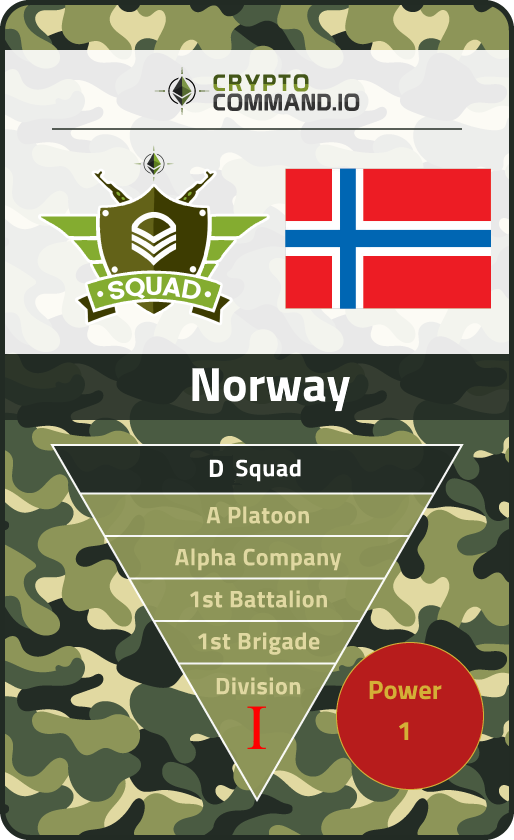 CRYPTO
COMMAND.IO
SQUAD
Norway
D Squad
A Platoon
Alpha Company
1st Battalion
1st Brigade
Division
I
Power
1